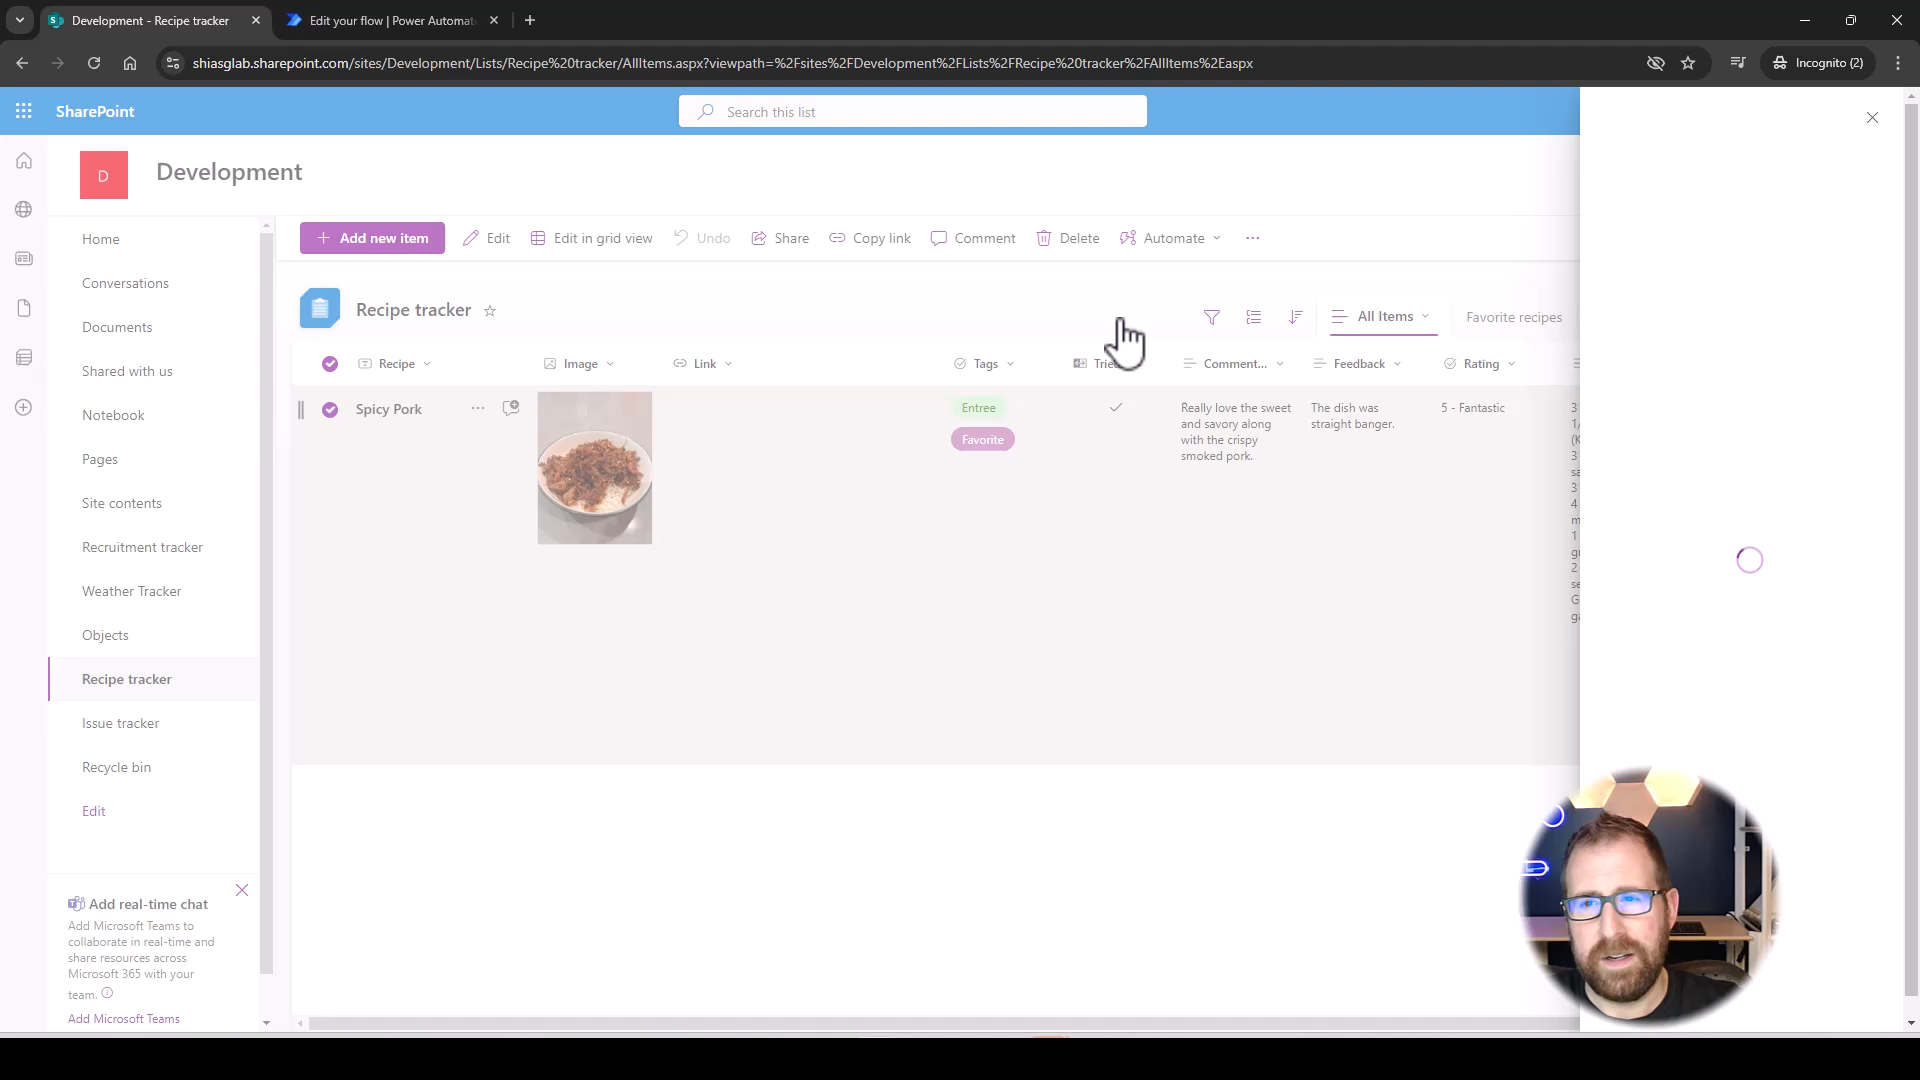 Development - Recipe tracker
Edit your flow | Power Automat
shiasglab.sharepoint.com/sites/Development/Lists/Recipe%20tracker/AllItems.aspx?viewpath=%2Fsites%2FDevelopment%2FLists%2FRecipe%20tracker%2FAllItems%2Easpx
Incognito (2)
SharePoint
Search this list
D
Development
Home
Conversations
Documents
Shared with us
Notebook
Pages
Site contents
Recruitment tracker
Weather Tracker
Objects
Recipe tracker
Issue tracker
Recycle bin
Edit
Add real-time chat
Add Microsoft Teams to
collaborate in real-time and
share resources across
Microsoft 365 with your
team.
Add Microsoft Teams
Add new item
Edit
Edit in grid view
Undo
Share
Copy link
Comment
Delete
Automate
Recipe tracker
All Items
Favorite recipes
Recipe
Image
Link
Tags
Comment...
Feedback
Rating
Spicy Pork
Entree
Favorite
Really love the sweet
and savory along
with the crispy
smoked pork.
The dish was
straight banger.
5 - Fantastic